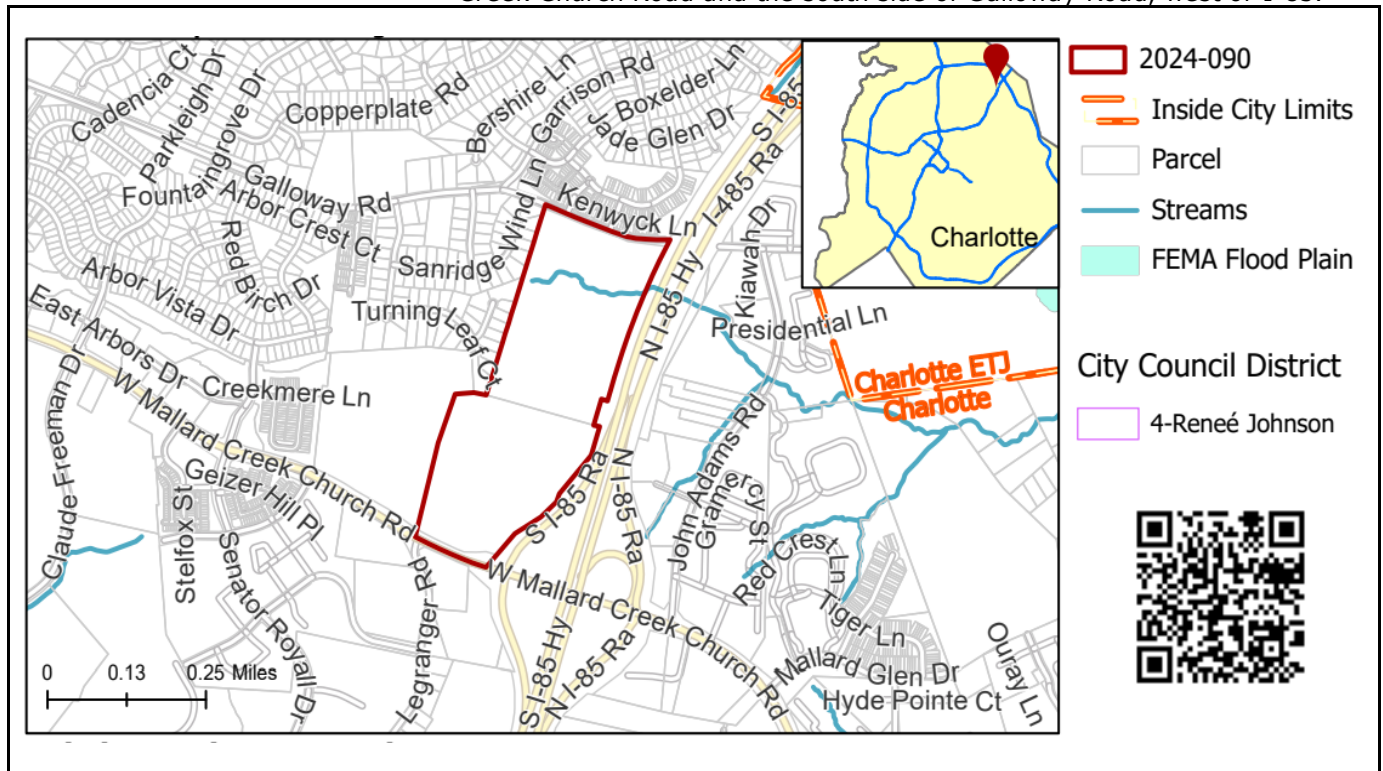 Creek Church Road and the south side of Galloway Road, west of I-85.
Cadencia Ct
Parkleigh Dr
Fountaingrove Dr
Copperplate Rd
Bershire Ln
Garrison Rd
Boxelder Ln
Jade Glen Dr
S I-85
I-485 Ra
Galloway Rd
Arbor Crest Ct
Wind Ln
Kenwyck Ln
Sanridge
Red Birch Dr
Arbor Vista Dr
Turning Leaf Ct
N I-85 Hy
Kiawah Dr
Presidential Ln
East Arbors Dr
Creekmere Ln
W Mallard Creek Church Rd
Claude Freeman Dr
Geizer Hill Pl
Stelfox St
Senator Royall Dr
Legranger Rd
S I-85 Ra
N I-85 Ra
John Adams Rd
Grams
ercy St
Red Crest Ln
Tiger Ln
W Mallard Creek Church Rd
Mallard Glen Dr
Hyde Pointe Ct
Ouray Ln
S I-85 Hy
N I-85 Ra
Charlotte ETJ
Charlotte
0 0.13 0.25 Miles
Charlotte
2024-090
Inside City Limits
Parcel
Streams
FEMA Flood Plain
City Council District
4-Reneé Johnson